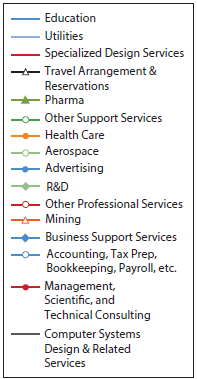 Education
Utilities
Specialized Design Services
Travel Arrangement &
Reservations
Pharma
Other Support Services
Health Care
Aerospace
Advertising
R&D
Other Professional Services
Mining
Business Support Services
Accounting, Tax Prep,
Bookkeeping, Payroll, etc.
Management,
Scientific, and
Technical Consulting
Computer Systems
Design & Related
Services